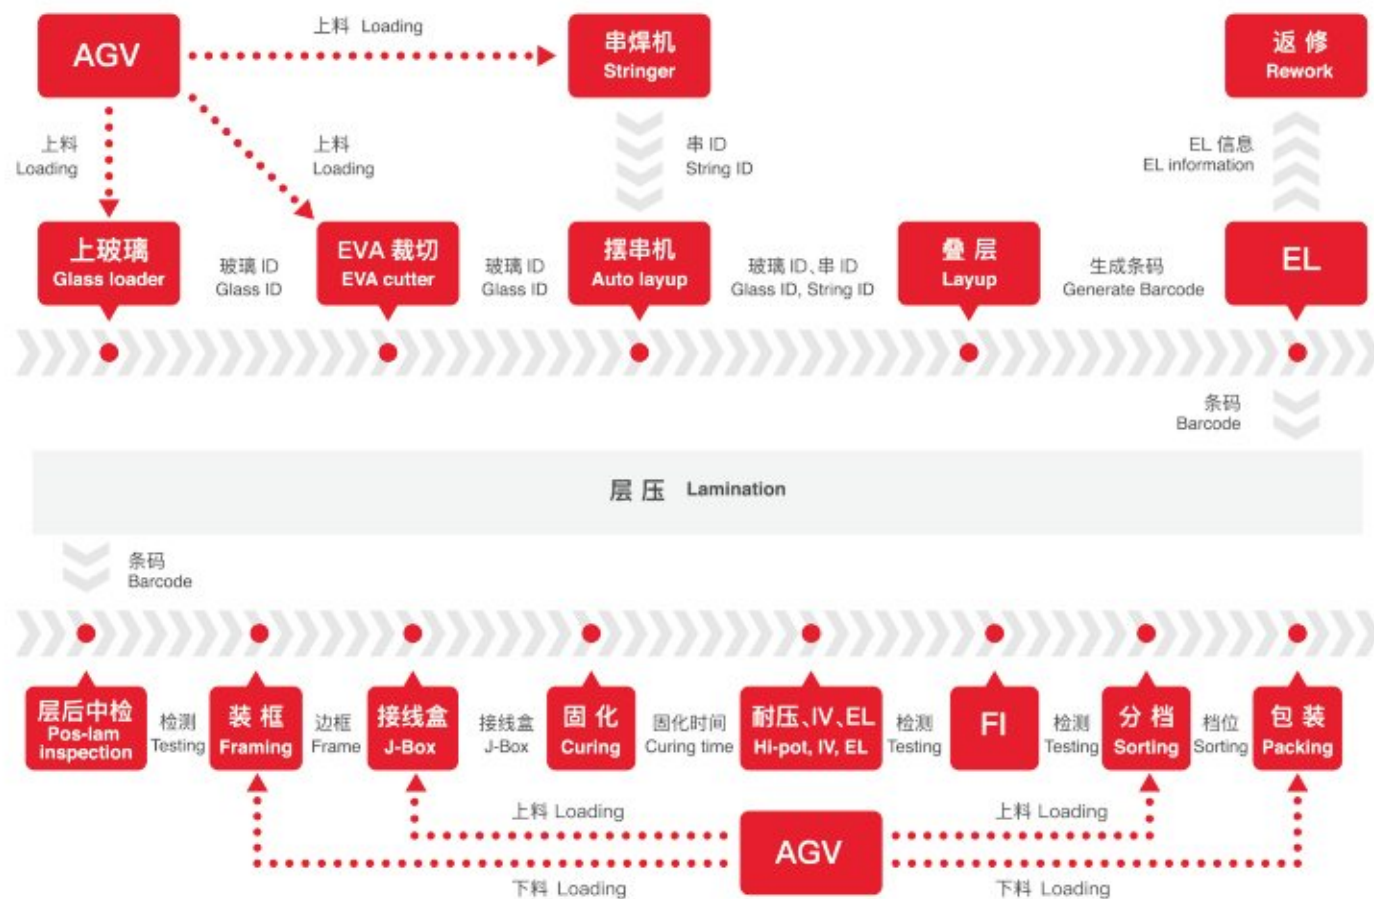 AGV
上料 Loading
串焊机
Stringer
返 修
Rework
上料
Loading
上料
Loading
串 ID
String ID
EL 信息
EL information
上玻璃
Glass loader
玻璃 ID
Glass ID
EVA 裁切
EVA cutter
玻璃 ID
Glass ID
摆串机
Auto layup
玻璃 ID、串 ID
Glass ID, String ID
叠 层
Layup
生成条码
Generate Barcode
EL
条码
Barcode
层 压 Lamination
条码
Barcode
层后中检
Pos-lam
inspection
检测
Testing
装 框
Framing
边框
Frame
接线盒
J-Box
接线盒
J-Box
固 化
Curing
固化时间
Curing time
耐压、IV、EL
Hi-pot, IV, EL
检测
Testing
FI
检测
Testing
分 档
Sorting
档位
Sorting
包 装
Packing
上料 Loading
上料 Loading
AGV
下料 Loading
下料 Loading